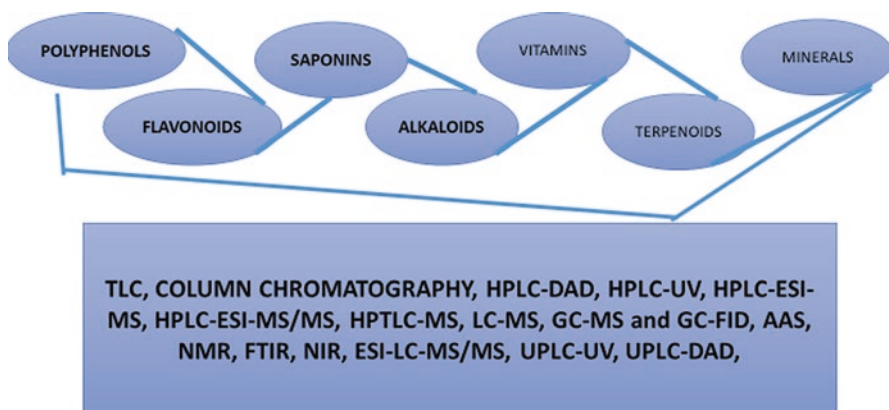 POLYPHENOLS
SAPONINS
VITAMINS
MINERALS
FLAVONOIDS
ALKALOIDS
TERPENOIDS
TLC, COLUMN CHROMATOGRAPHY, HPLC-DAD, HPLC-UV, HPLC-ESI-
MS, HPLC-ESI-MS/MS, HPTLC-MS, LC-MS, GC-MS and GC-FID, AAS,
NMR, FTIR, NIR, ESI-LC-MS/MS, UPLC-UV, UPLC-DAD,